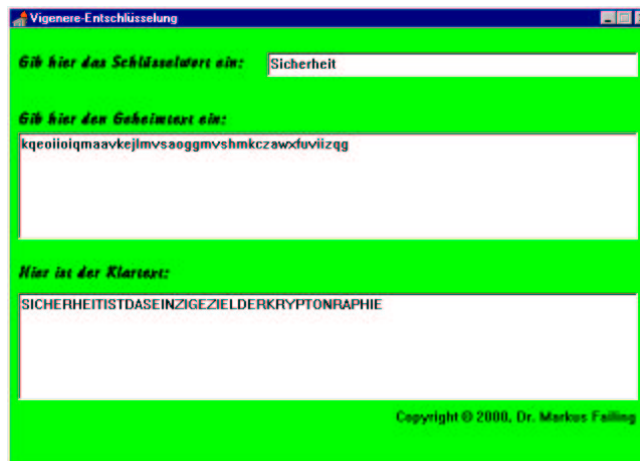 Vigenere-Entschlüsselung
Gib hier das Schlüsselwort ein:
Sicherheit
Gib hier den Geheimtext ein:
kqeoiioiqmaavkejlmvsaoggmvshmkczawxfuviizqg
Hier ist der Klartext:
SICHERHEITISTDASEINZIGEZIELDERKRYPTONRAPHIE
Copyright © 2000, Dr. Markus Failling